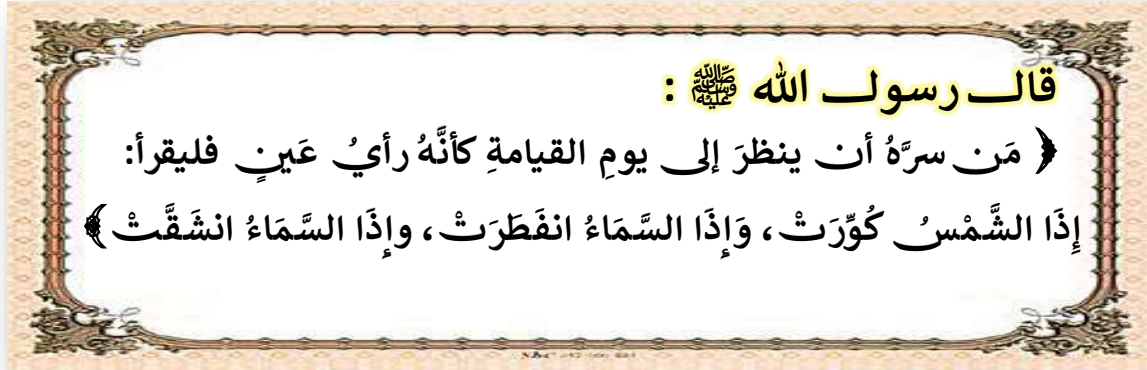 قال رسول الله ﷺ :
﴿ مَن سرَّهُ أن ينظرَ إلى يومِ القيامةِ كأنَّهُ رأيُ عَينٍ فليقرأ:
إِذَا الشَّمْسُ كُوِّرَتْ، وَإِذَا السَّمَاءُ انفَطَرَتْ، وإِذَا السَّمَاءُ انشَقَّتْ ﴾